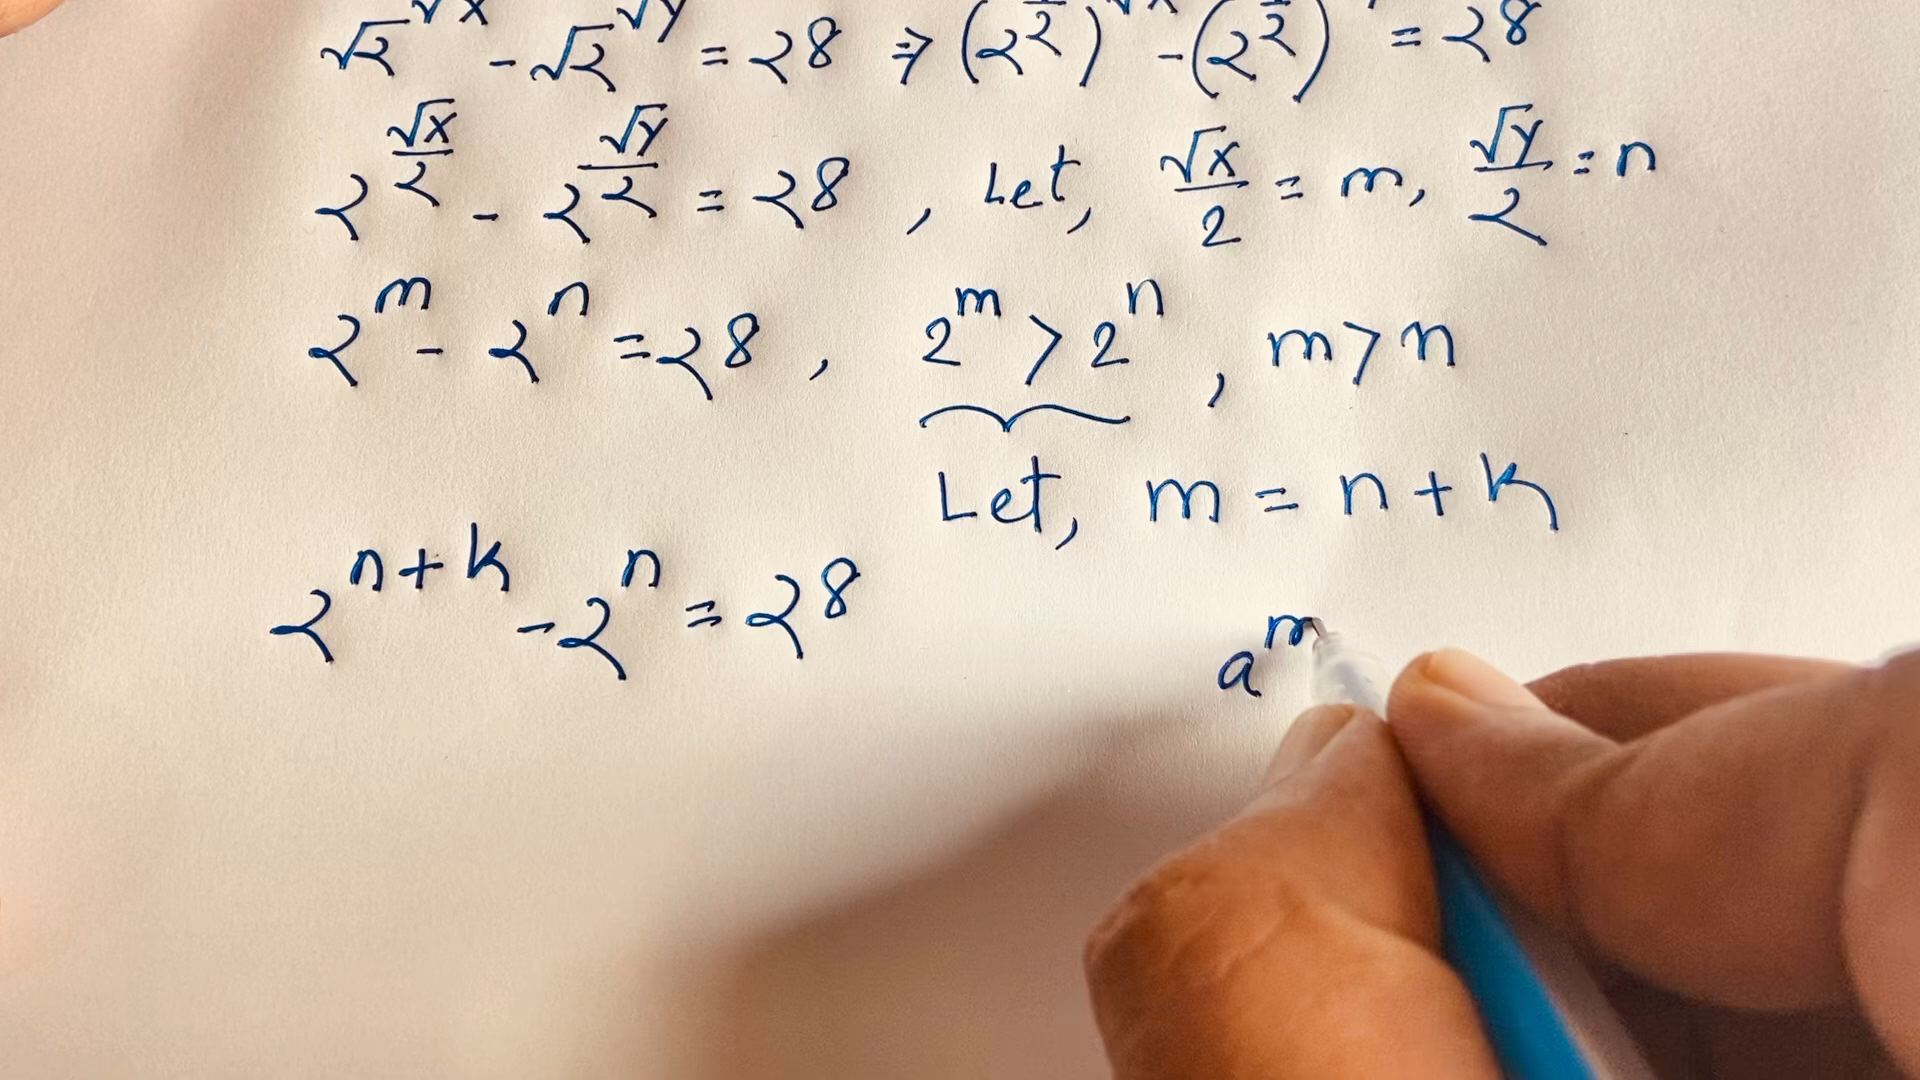 √2^√x - √2^√y = 28 ⇒ (2^1/2)^√x - (2^1/2) = 28
2^√x/2 - 2^√y/2 = 28 , Let, √x/2 = m, √y/2 = n
2^m - 2^n = 28 , 2^m > 2^n , m > n
Let, m = n + k
2^n+k - 2^n = 28
a^m